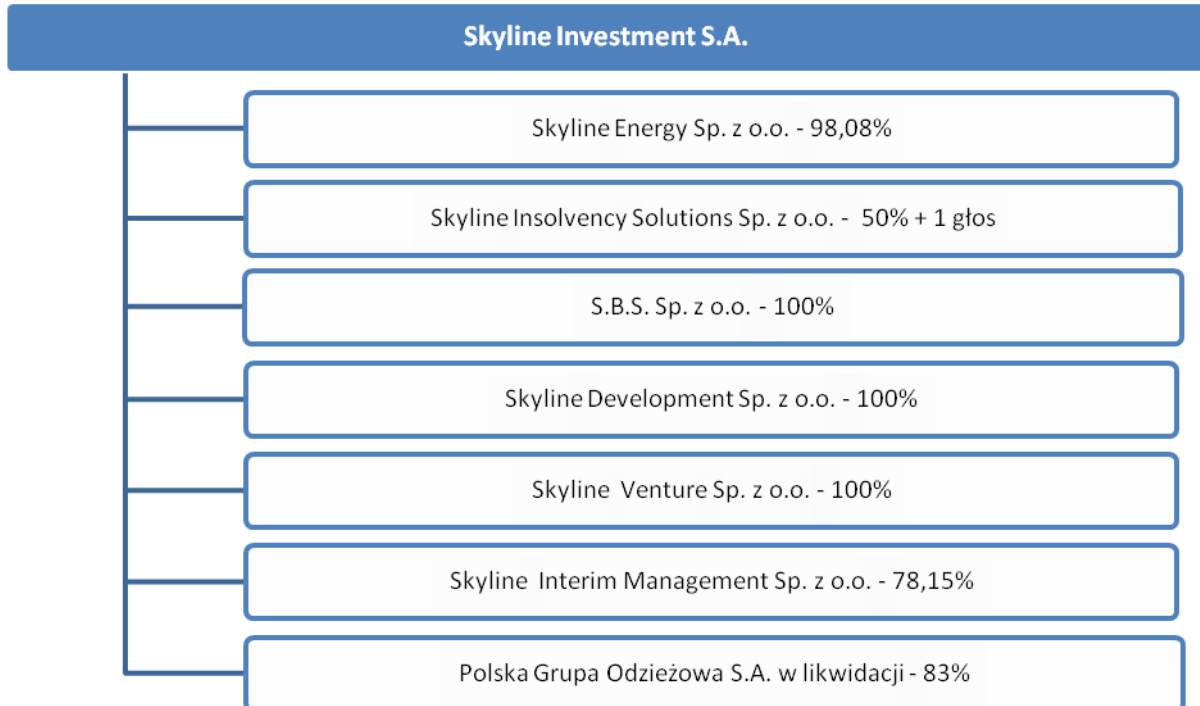 Skyline Investment S.A.
Skyline Energy Sp. z o.o. - 98,08%
Skyline Insolvency Solutions Sp. z o.o. - 50% + 1 głos
S.B.S. Sp. z o.o. - 100%
Skyline Development Sp. z o.o. - 100%
Skyline Venture Sp. z o.o. - 100%
Skyline Interim Management Sp. z o.o. - 78,15%
Polska Grupa Odzieżowa S.A. w likwidacji - 83%